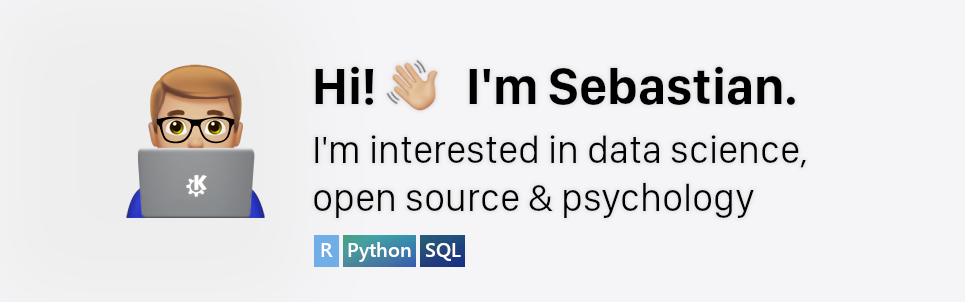 Hi! 👋 I'm Sebastian.
I'm interested in data science,
open source & psychology
R Python SQL